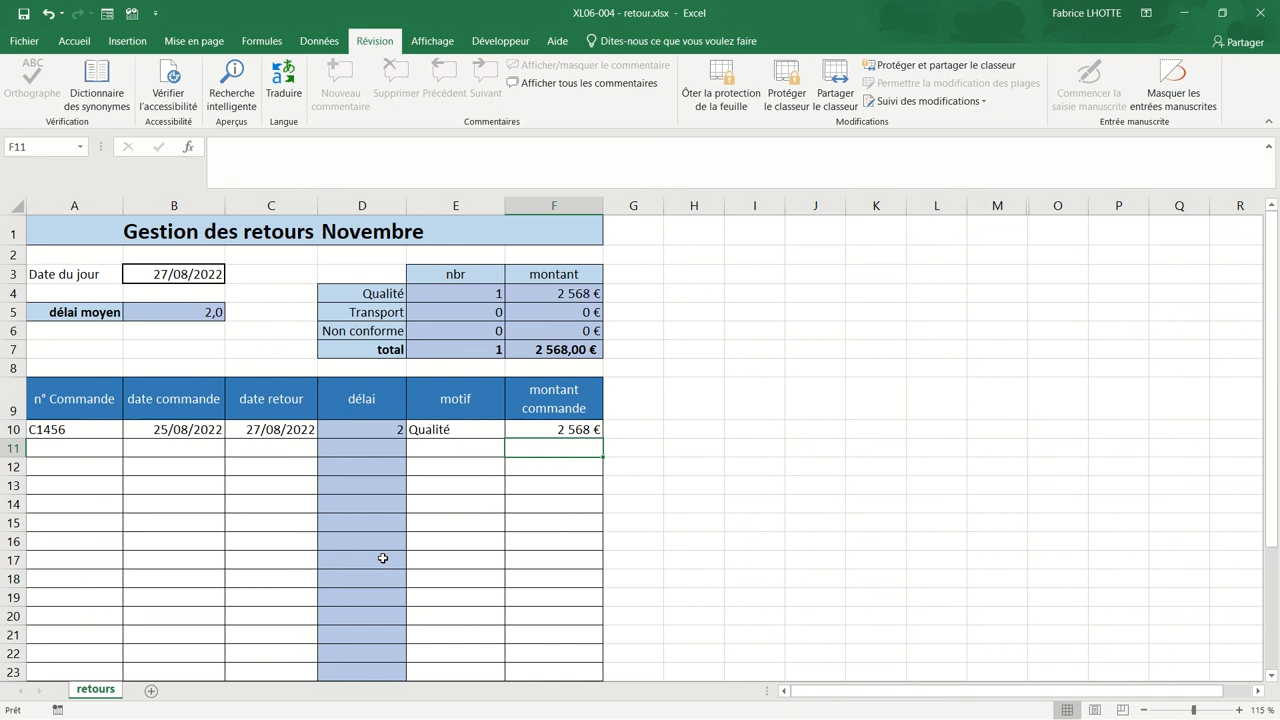 XL06-004 - retour.xlsx - Excel
Fabrice LHOTTE
Fichier Accueil Insertion Mise en page Formules Données Révision Affichage Développeur Aide Dites-nous ce que vous voulez faire Partager
ABC
Orthographe
Dictionnaire des synonymes
Vérification
Vérifier l'accessibilité
Accessibilité
Recherche intelligente
Aperçus
Traduire
Langue
Nouveau commentaire
Supprimer
Précédent
Suivant
Afficher/masquer le commentaire
Afficher tous les commentaires
Commentaires
Ôter la protection de la feuille
Protéger le classeur
Partager le classeur
Protéger et partager le classeur
Permettre la modification des plages
Suivi des modifications
Modifications
Commencer la saisie manuscrite
Masquer les entrées manuscrites
Entrée manuscrite
F11 fx
A B C D E F G H I J K L M O P Q R
1 Gestion des retours Novembre
2
3 Date du jour 27/08/2022 nbr montant
4 Qualité 1 2 568 €
5 délai moyen 2,0 Transport 0 0 €
6 Non conforme 0 0 €
7 total 1 2 568,00 €
8
9 n° Commande date commande date retour délai motif montant commande
10 C1456 25/08/2022 27/08/2022 2 Qualité 2 568 €
11
12
13
14
15
16
17
18
19
20
21
22
23
retours
Prêt
115 %